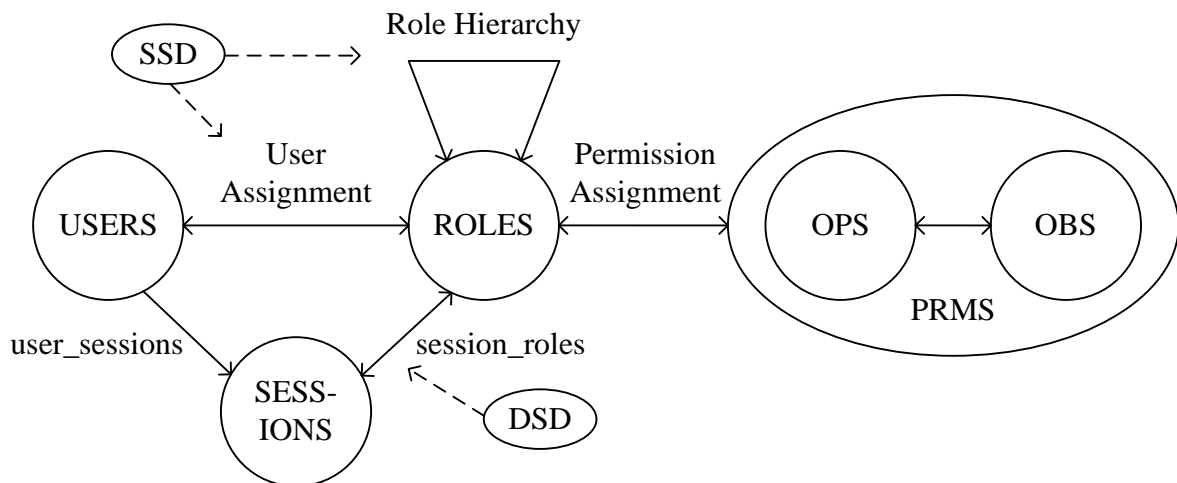 Role Hierarchy
SSD
User
Assignment
Permission
Assignment
USERS
ROLES
OPS
OBS
PRMS
user_sessions
session_roles
SESS-
IONS
DSD